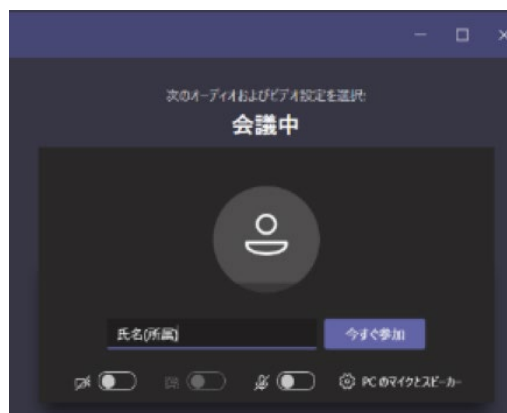 次のオーディオおよびビデオ設定を選択:
会議中
氏名(所属)
今すぐ参加
PC のマイクとスピーカー